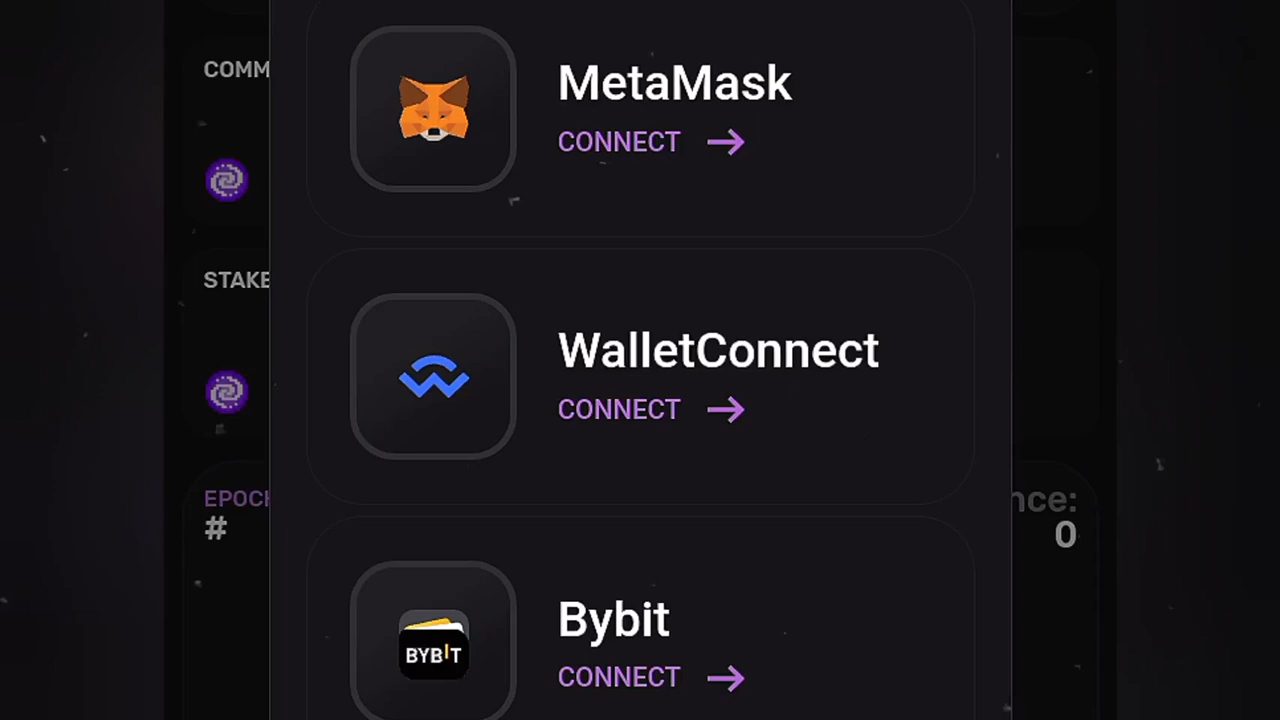 COMM
MetaMask
CONNECT
STAKE
WalletConnect
CONNECT
EPOCH
#
nce:
0
BYBIT
Bybit
CONNECT